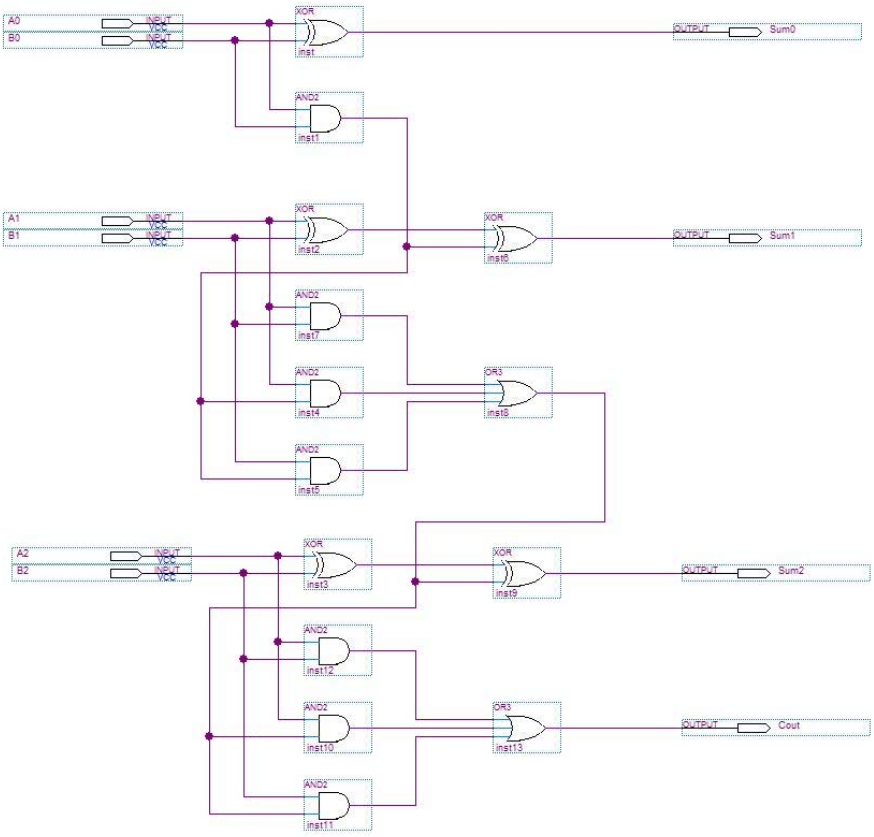 XOR
A0 INPUT VCC
B0 INPUT VCC
inst
OUTPUT Sum0
AND2
inst1
XOR
A1 INPUT VCC
B1 INPUT VCC
inst2
XOR
inst6
OUTPUT Sum1
AND2
inst7
AND2
inst4
OR3
inst8
AND2
inst5
XOR
A2 INPUT VCC
B2 INPUT VCC
inst3
XOR
inst9
OUTPUT Sum2
AND2
inst12
AND2
inst10
OR3
inst13
OUTPUT Cout
AND2
inst11